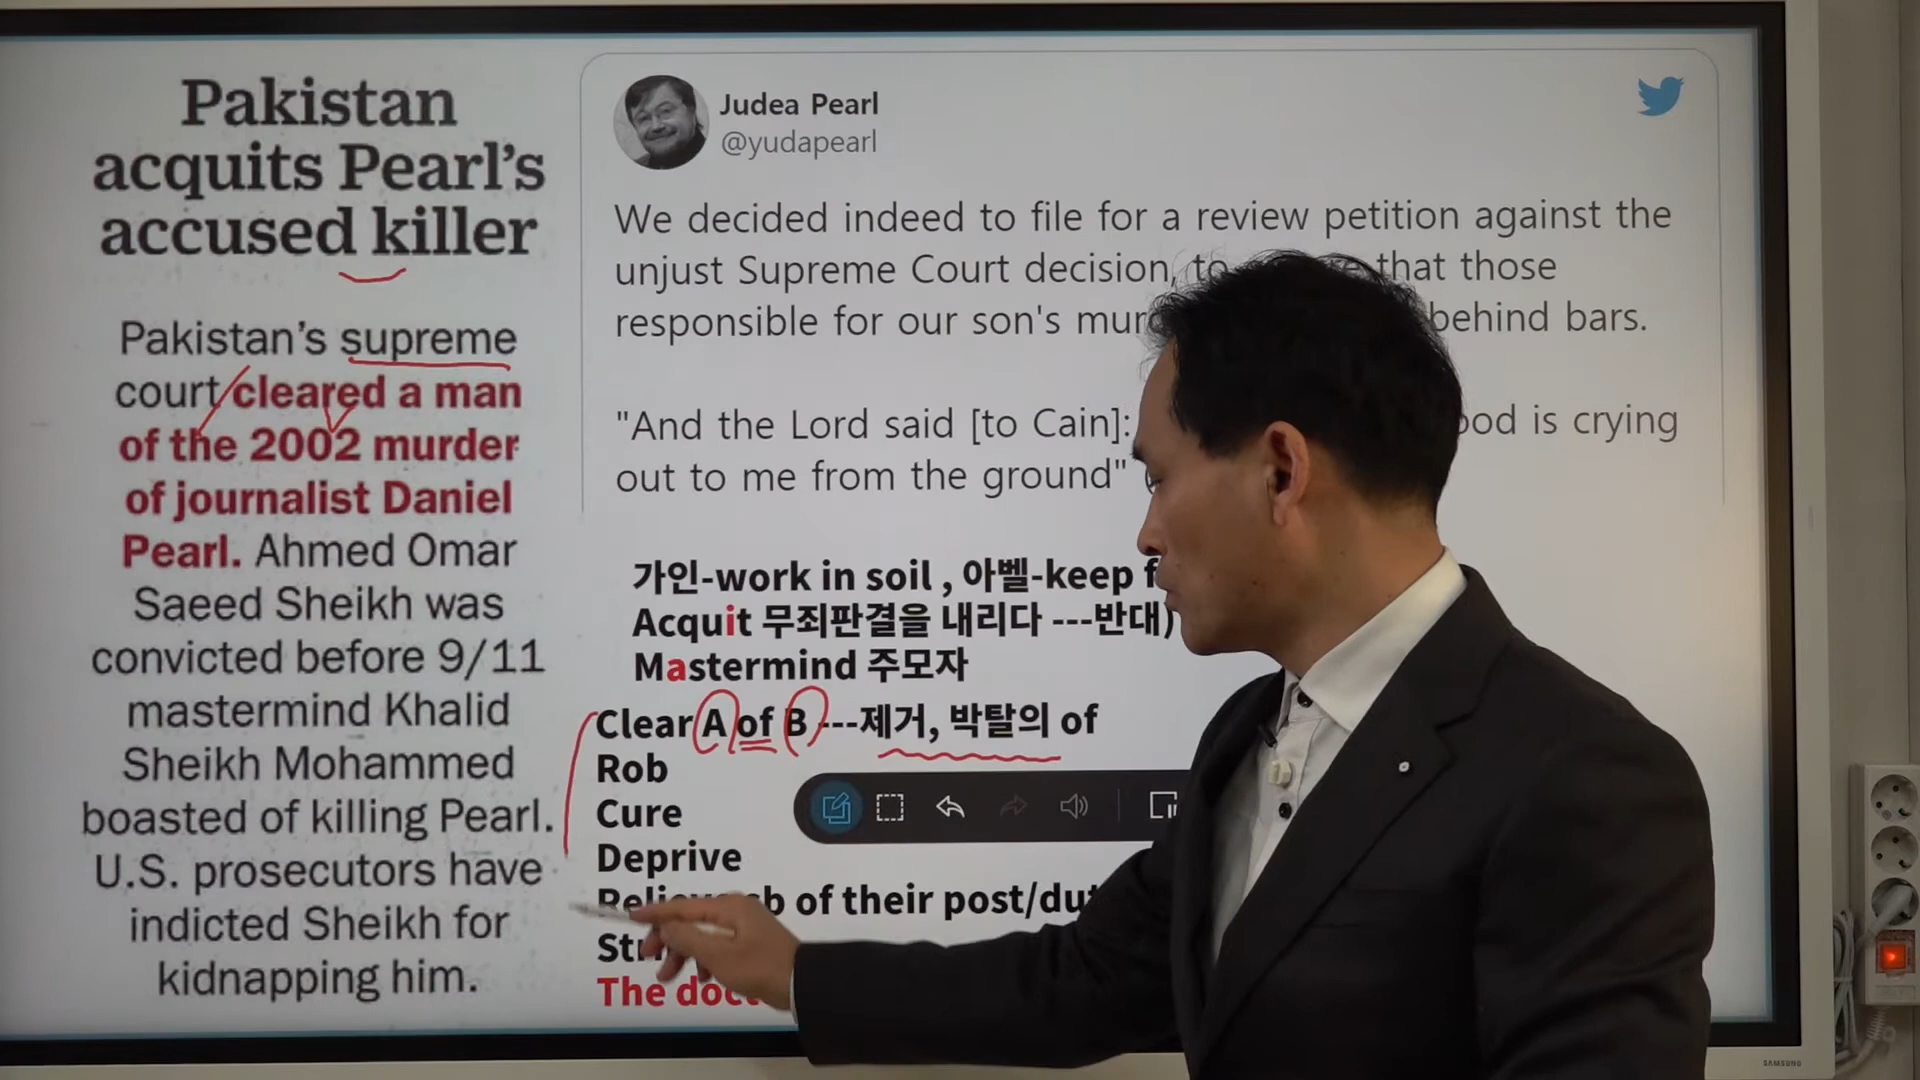 Pakistan
acquits Pearl's
accused killer
Pakistan's supreme
court cleared a man
of the 2002 murder
of journalist Daniel
Pearl. Ahmed Omar
Saeed Sheikh was
convicted before 9/11
mastermind Khalid
Sheikh Mohammed
boasted of killing Pearl.
U.S. prosecutors have
indicted Sheikh for
kidnapping him.
Judea Pearl
@yudapearl
We decided indeed to file for a review petition against the
unjust Supreme Court decision, to that those
responsible for our son's behind bars.
"And the Lord said [to Cain]: is crying
out to me from the ground"
가인-work in soil , 아벨-keep
Acquit 무죄판결을 내리다 ---반대)
Mastermind 주모자
Clear A of B ---제거, 박탈의 of
Rob
Cure
Deprive
of their
The
SAMSUNG